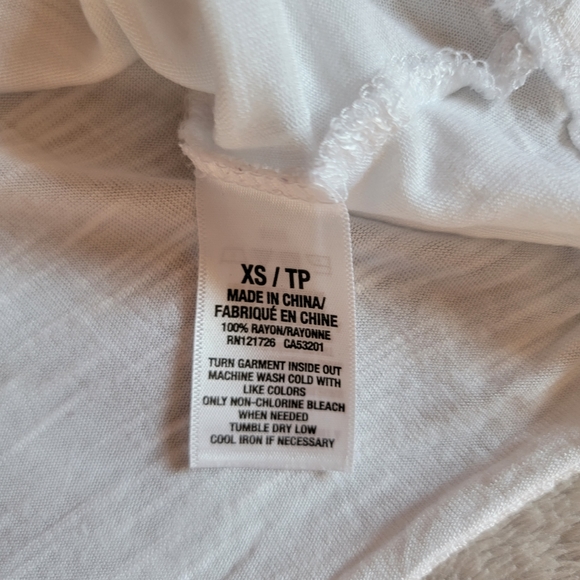 XS / TP
MADE IN CHINA/
FABRIQUÉ EN CHINE
100% RAYON/RAYONNE
RN121726 CA53201
TURN GARMENT INSIDE OUT
MACHINE WASH COLD WITH
LIKE COLORS
ONLY NON-CHLORINE BLEACH
WHEN NEEDED
TUMBLE DRY LOW
COOL IRON IF NECESSARY